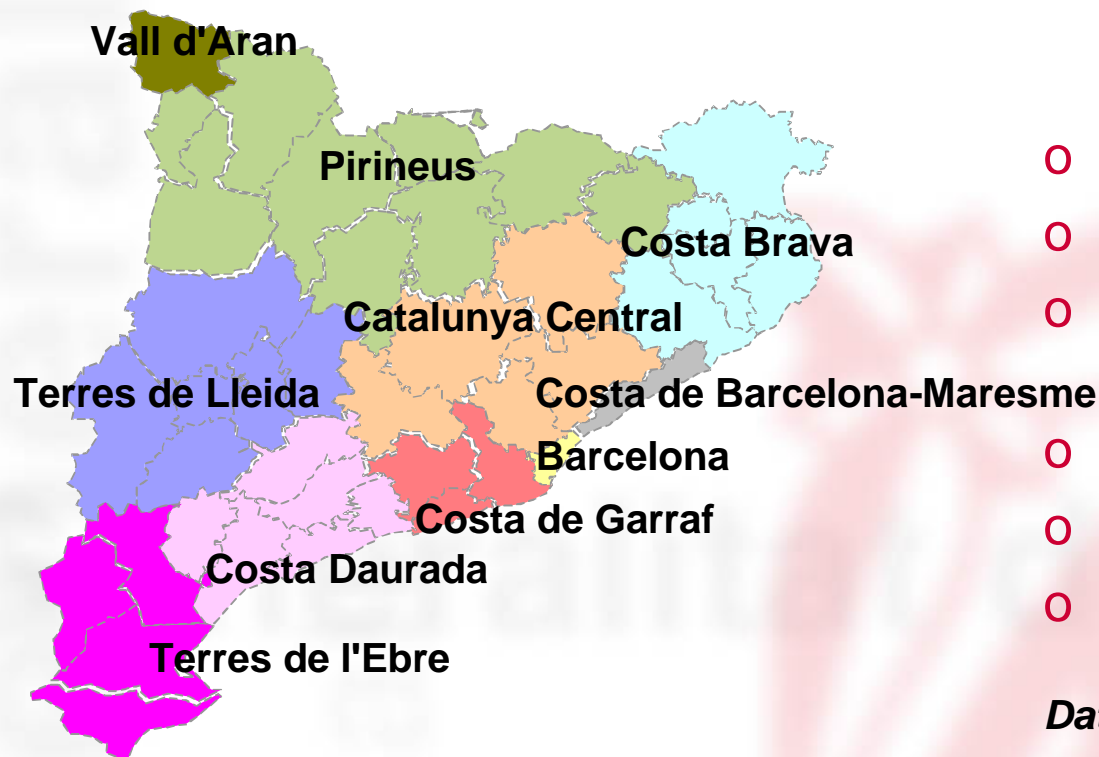 Vall d'Aran
Pirineus
Costa Brava
Catalunya Central
Terres de Lleida
Costa de Barcelona-Maresme
Barcelona
Costa de Garraf
Costa Daurada
Terres de l'Ebre
o
o
o
o
o
o